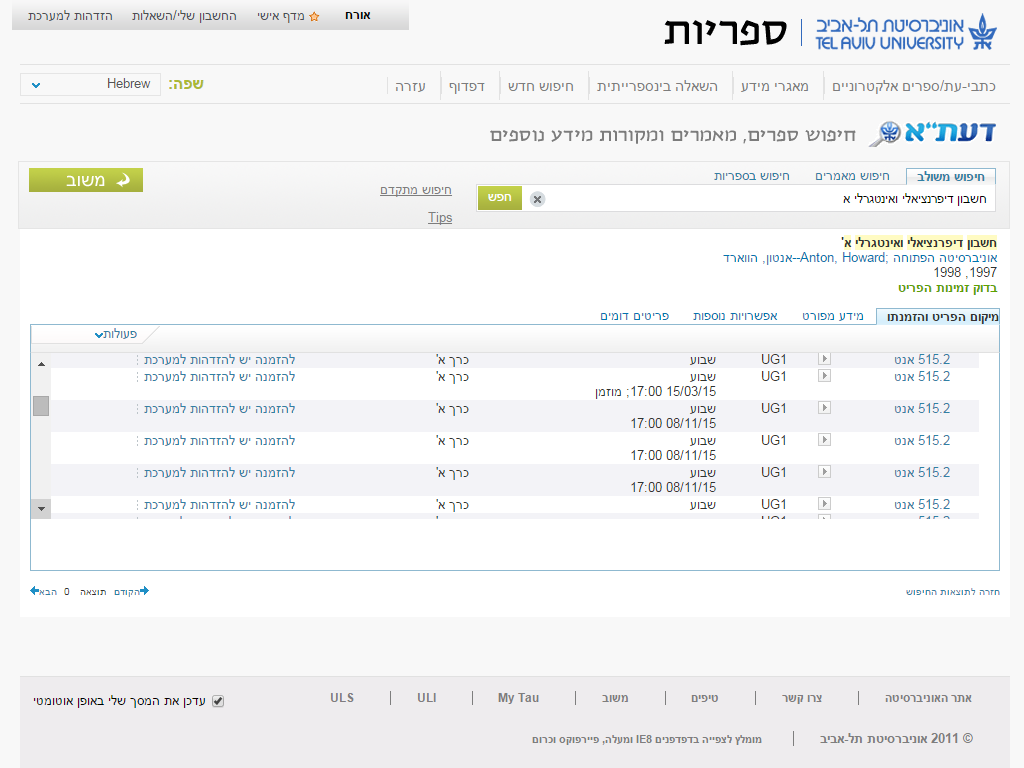 אורח
מדף אישי
החשבון שלי/השאלות
הזדהות למערכת
אוניברסיטת תל-אביב
TEL AVIV UNIVERSITY
ספריות
כתבי-עת/ספרים אלקטרוניים
מאגרי מידע
השאלה בינספרייתית
חיפוש חדש
דפדוף
עזרה
שפה:
Hebrew
דעת"א
חיפוש ספרים, מאמרים ומקורות מידע נוספים
חיפוש משולב
חיפוש מאמרים
חיפוש בספריות
חשבון דיפרנציאלי ואינטגרלי א
חפש
חיפוש מתקדם
Tips
משוב
חשבון דיפרנציאלי ואינטגרלי א'
אנטון, הווארד--Anton, Howard; אוניברסיטה הפתוחה
1998 ,1997
בדוק זמינות הפריט
מיקום הפריט והזמנתו
מידע מפורט
אפשרויות נוספות
פריטים דומים
פעולות
515.2 אנט UG1 שבוע כרך א' להזמנה יש להזדהות למערכת
515.2 אנט UG1 שבוע כרך א' להזמנה יש להזדהות למערכת
15/03/15 17:00; מוזמן
515.2 אנט UG1 שבוע כרך א' להזמנה יש להזדהות למערכת
08/11/15 17:00
515.2 אנט UG1 שבוע כרך א' להזמנה יש להזדהות למערכת
08/11/15 17:00
515.2 אנט UG1 שבוע כרך א' להזמנה יש להזדהות למערכת
08/11/15 17:00
515.2 אנט UG1 שבוע כרך א' להזמנה יש להזדהות למערכת
חזרה לתוצאות החיפוש
הקודם תוצאה 0 הבא
אתר האוניברסיטה
צרו קשר
טיפים
משוב
My Tau
ULI
ULS
עדכן את המסך שלי באופן אוטומטי
© 2011 אוניברסיטת תל-אביב
מומלץ לצפייה בדפדפנים IE8 ומעלה, פיירפוקס וכרום